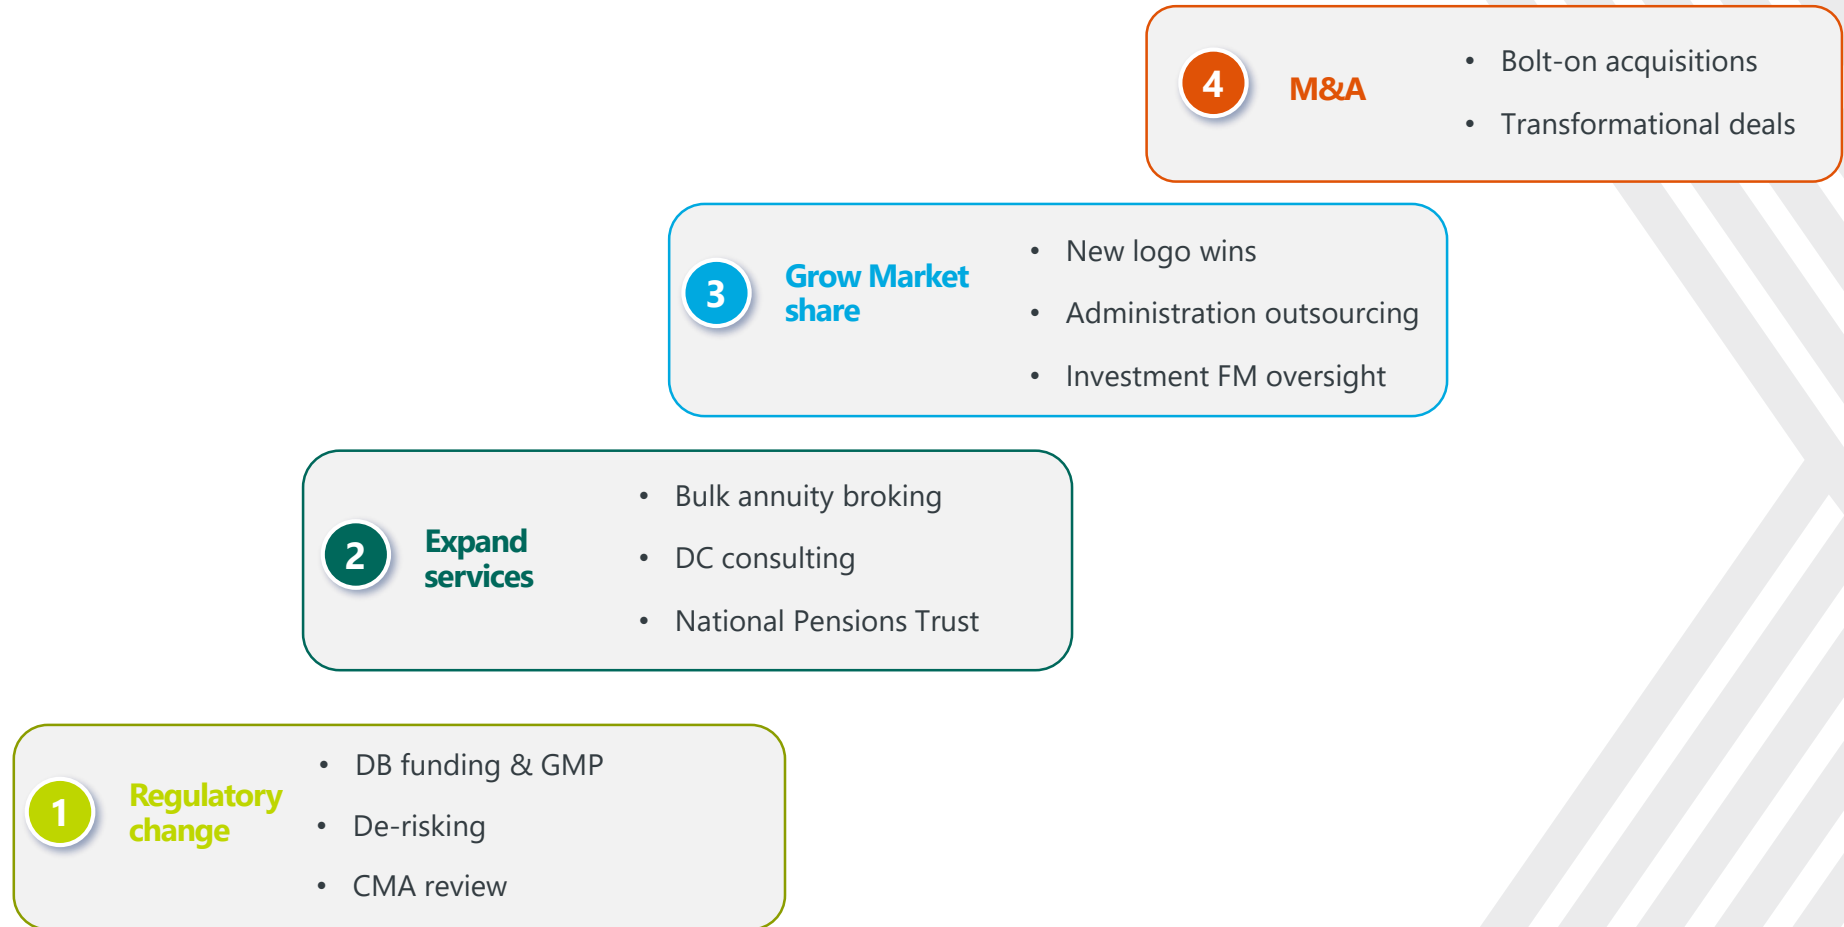 4
M&A
• Bolt-on acquisitions
• Transformational deals
3
Grow Market
share
• New logo wins
• Administration outsourcing
• Investment FM oversight
2
Expand
services
• Bulk annuity broking
• DC consulting
• National Pensions Trust
1
Regulatory
change
• DB funding & GMP
• De-risking
• CMA review